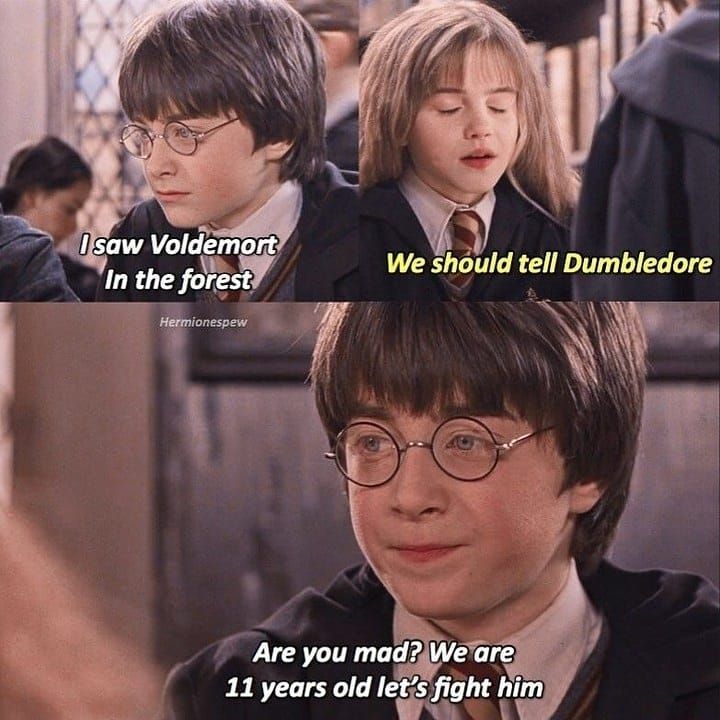 I saw Voldemort
In the forest
We should tell Dumbledore
Hermionespew
Are you mad? We are
11 years old let's fight him